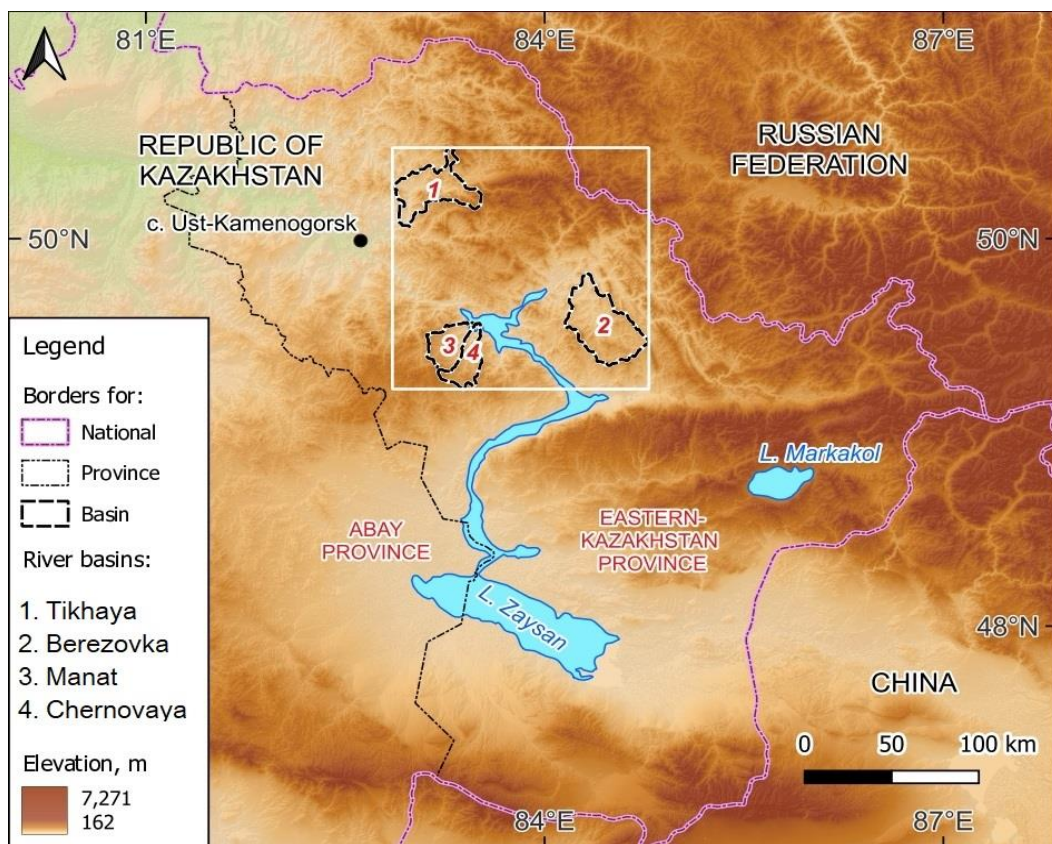 81°E
84°E
87°E
REPUBLIC OF
KAZAKHSTAN
RUSSIAN
FEDERATION
c. Ust-Kamenogorsk
50°N
50°N
1
2
3
4
L. Markakol
ABAY
PROVINCE
EASTERN-
KAZAKHSTAN
PROVINCE
L. Zaysan
48°N
CHINA
0 50 100 km
84°E
87°E
Legend
Borders for:
National
Province
Basin
River basins:
1. Tikhaya
2. Berezovka
3. Manat
4. Chernovaya
Elevation, m
7,271
162